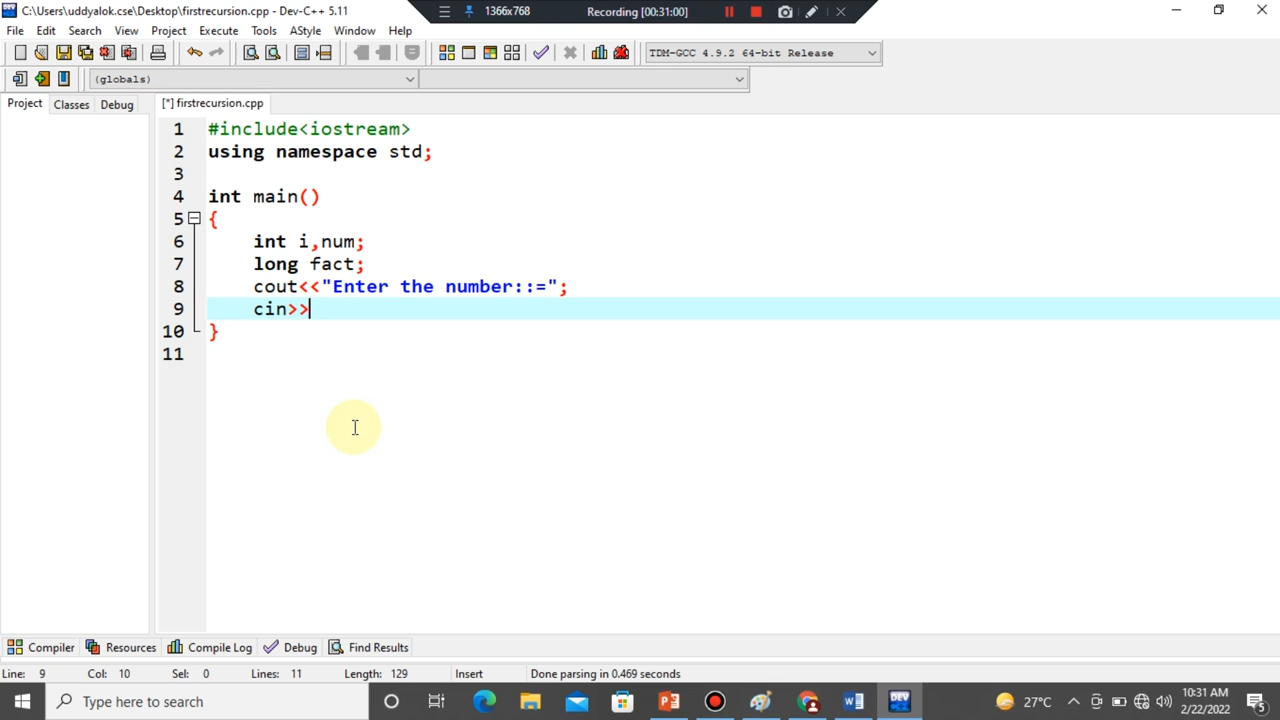 C:\Users\uddyalok.cse\Desktop\firstrecursion.cpp - Dev-C++ 5.11
1366x768
Recording [00:31:00]
File Edit Search View Project Execute Tools AStyle Window Help
TDM-GCC 4.9.2 64-bit Release
(globals)
Project Classes Debug
[*] firstrecursion.cpp
1 #include<iostream>
2 using namespace std;
3
4 int main()
5 {
6 int i,num;
7 long fact;
8 cout<<"Enter the number::=";
9 cin>>
10 }
11
Compiler Resources Compile Log Debug Find Results
Line: 9 Col: 10 Sel: 0 Lines: 11 Length: 129 Insert Done parsing in 0.469 seconds
Type here to search
DEV
27°C
10:31 AM
2/22/2022
5